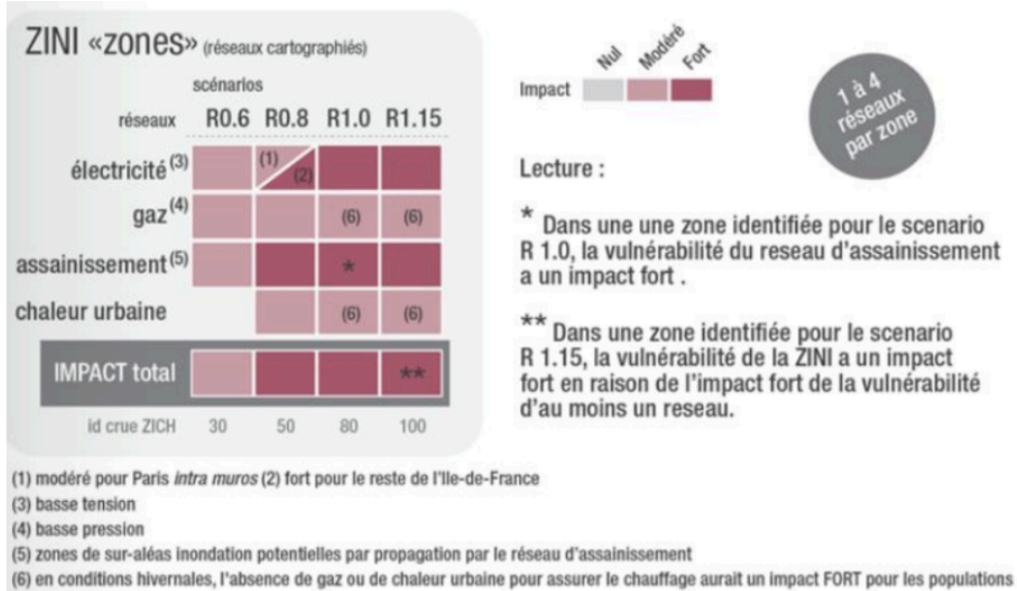 ZINI «zones» (réseaux cartographiés)
scénarios
réseaux R0.6 R0.8 R1.0 R1.15
électricité (3) (1) (2)
gaz (4) (6) (6)
assainissement (5) *
chaleur urbaine (6) (6)
IMPACT total **
id crue ZICH 30 50 80 100
Nul Modéré Fort
Impact
1 à 4
réseaux
par zone
Lecture :
* Dans une une zone identifiée pour le scenario
R 1.0, la vulnérabilité du reseau d'assainissement
a un impact fort .
** Dans une zone identifiée pour le scenario
R 1.15, la vulnérabilité de la ZINI a un impact
fort en raison de l'impact fort de la vulnérabilité
d'au moins un reseau.
(1) modéré pour Paris intra muros (2) fort pour le reste de l'Ile-de-France
(3) basse tension
(4) basse pression
(5) zones de sur-aléas inondation potentielles par propagation par le réseau d'assainissement
(6) en conditions hivernales, l'absence de gaz ou de chaleur urbaine pour assurer le chauffage aurait un impact FORT pour les populations